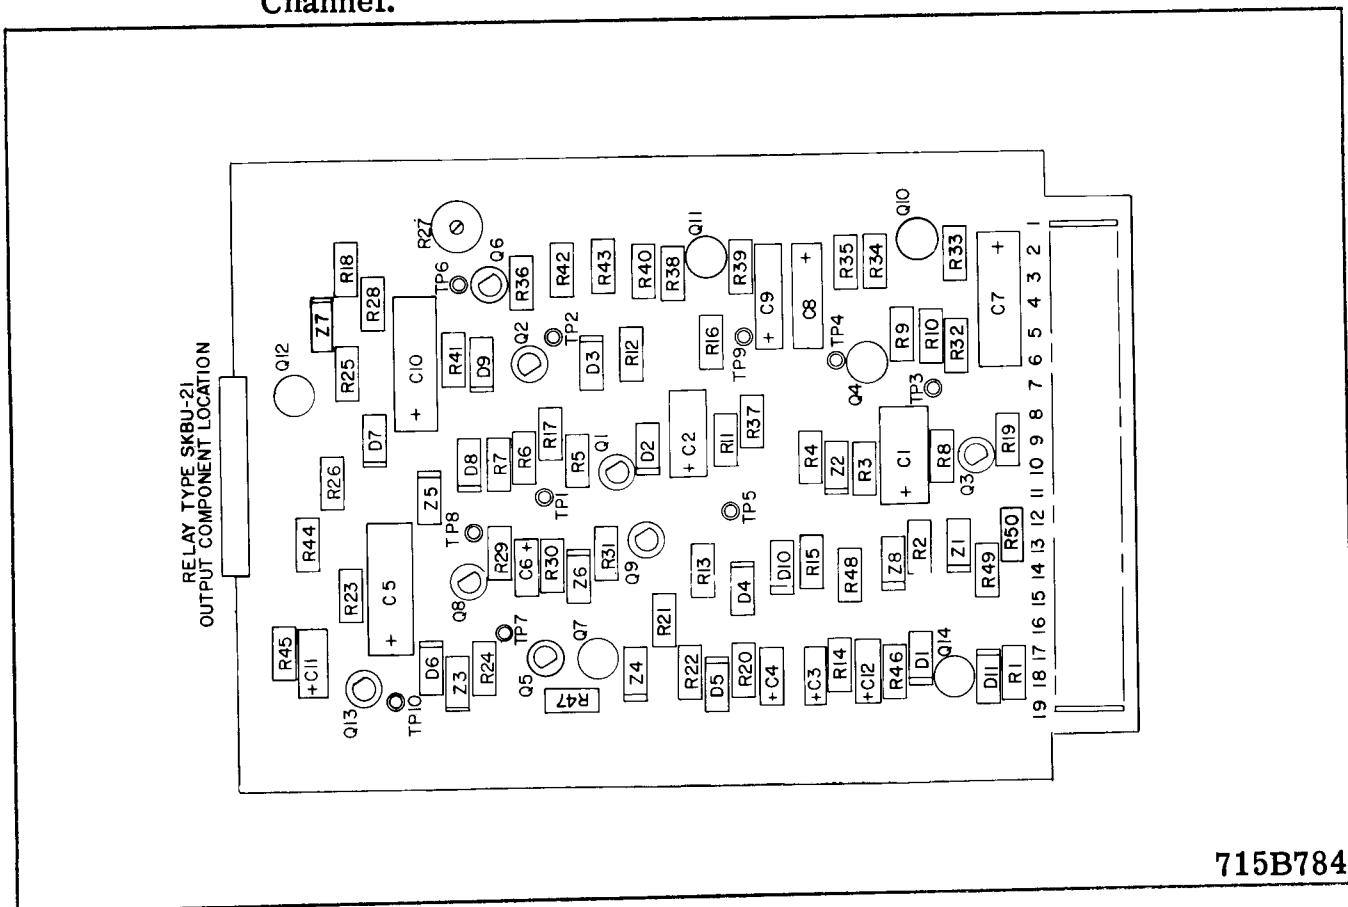 Channel.
RELAY TYPE SKBU-21
OUTPUT COMPONENT LOCATION
Q12
Z7
R18
R28
R25
R27
TP6
Q6
R36
R42
R43
R40
R38
Q11
R39
C9
+
C8
+
R35
R34
Q10
R33
C7
+
C10
+
R41
D9
Q2
TP2
D3
R12
R16
TP9
TP4
Q4
R9
R10
R32
TP3
R26
D7
Z5
D8
R7
R6
R17
R5
Q1
D2
+C2
R11
R37
R4
Z2
R3
C1
+
R8
Q3
R19
TP1
TP5
R44
R23
C5
+
TP8
Q8
R29
C6+
R30
Z6
R31
Q9
R13
D4
D10
R15
R48
Z8
R2
Z1
R49
R50
R45
+C11
Q13
TP10
D6
Z3
R24
TP7
Q5
Q7
R47
Z4
R21
R22
D5
R20
+C4
+C3
R14
+C12
R46
D1
Q14
D11
R1
1
2
3
4
5
6
7
8
9
10
11
12
13
14
15
16
17
18
19
715B784